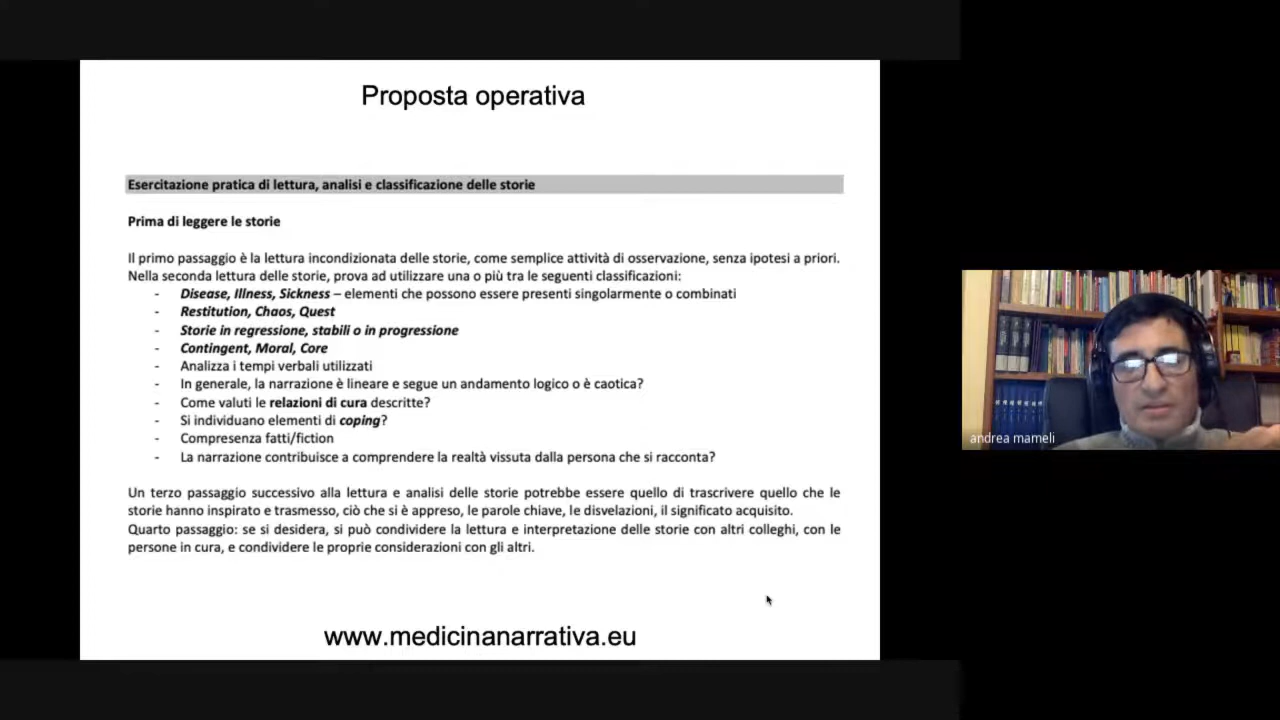 Proposta operativa
Esercitazione pratica di lettura, analisi e classificazione delle storie
Prima di leggere le storie
Il primo passaggio è la lettura incondizionata delle storie, come semplice attività di osservazione, senza ipotesi a priori.
Nella seconda lettura delle storie, prova ad utilizzare una o più tra le seguenti classificazioni:
- Disease, Illness, Sickness – elementi che possono essere presenti singolarmente o combinati
- Restitution, Chaos, Quest
- Storie in regressione, stabili o in progressione
- Contingent, Moral, Core
- Analizza i tempi verbali utilizzati
- In generale, la narrazione è lineare e segue un andamento logico o è caotica?
- Come valuti le relazioni di cura descritte?
- Si individuano elementi di coping?
- Compresenza fatti/fiction
- La narrazione contribuisce a comprendere la realtà vissuta dalla persona che si racconta?
Un terzo passaggio successivo alla lettura e analisi delle storie potrebbe essere quello di trascrivere quello che le
storie hanno inspirato e trasmesso, ciò che si è appreso, le parole chiave, le disvelazioni, il significato acquisito.
Quarto passaggio: se si desidera, si può condividere la lettura e interpretazione delle storie con altri colleghi, con le
persone in cura, e condividere le proprie considerazioni con gli altri.
www.medicinanarrativa.eu
andrea mameli